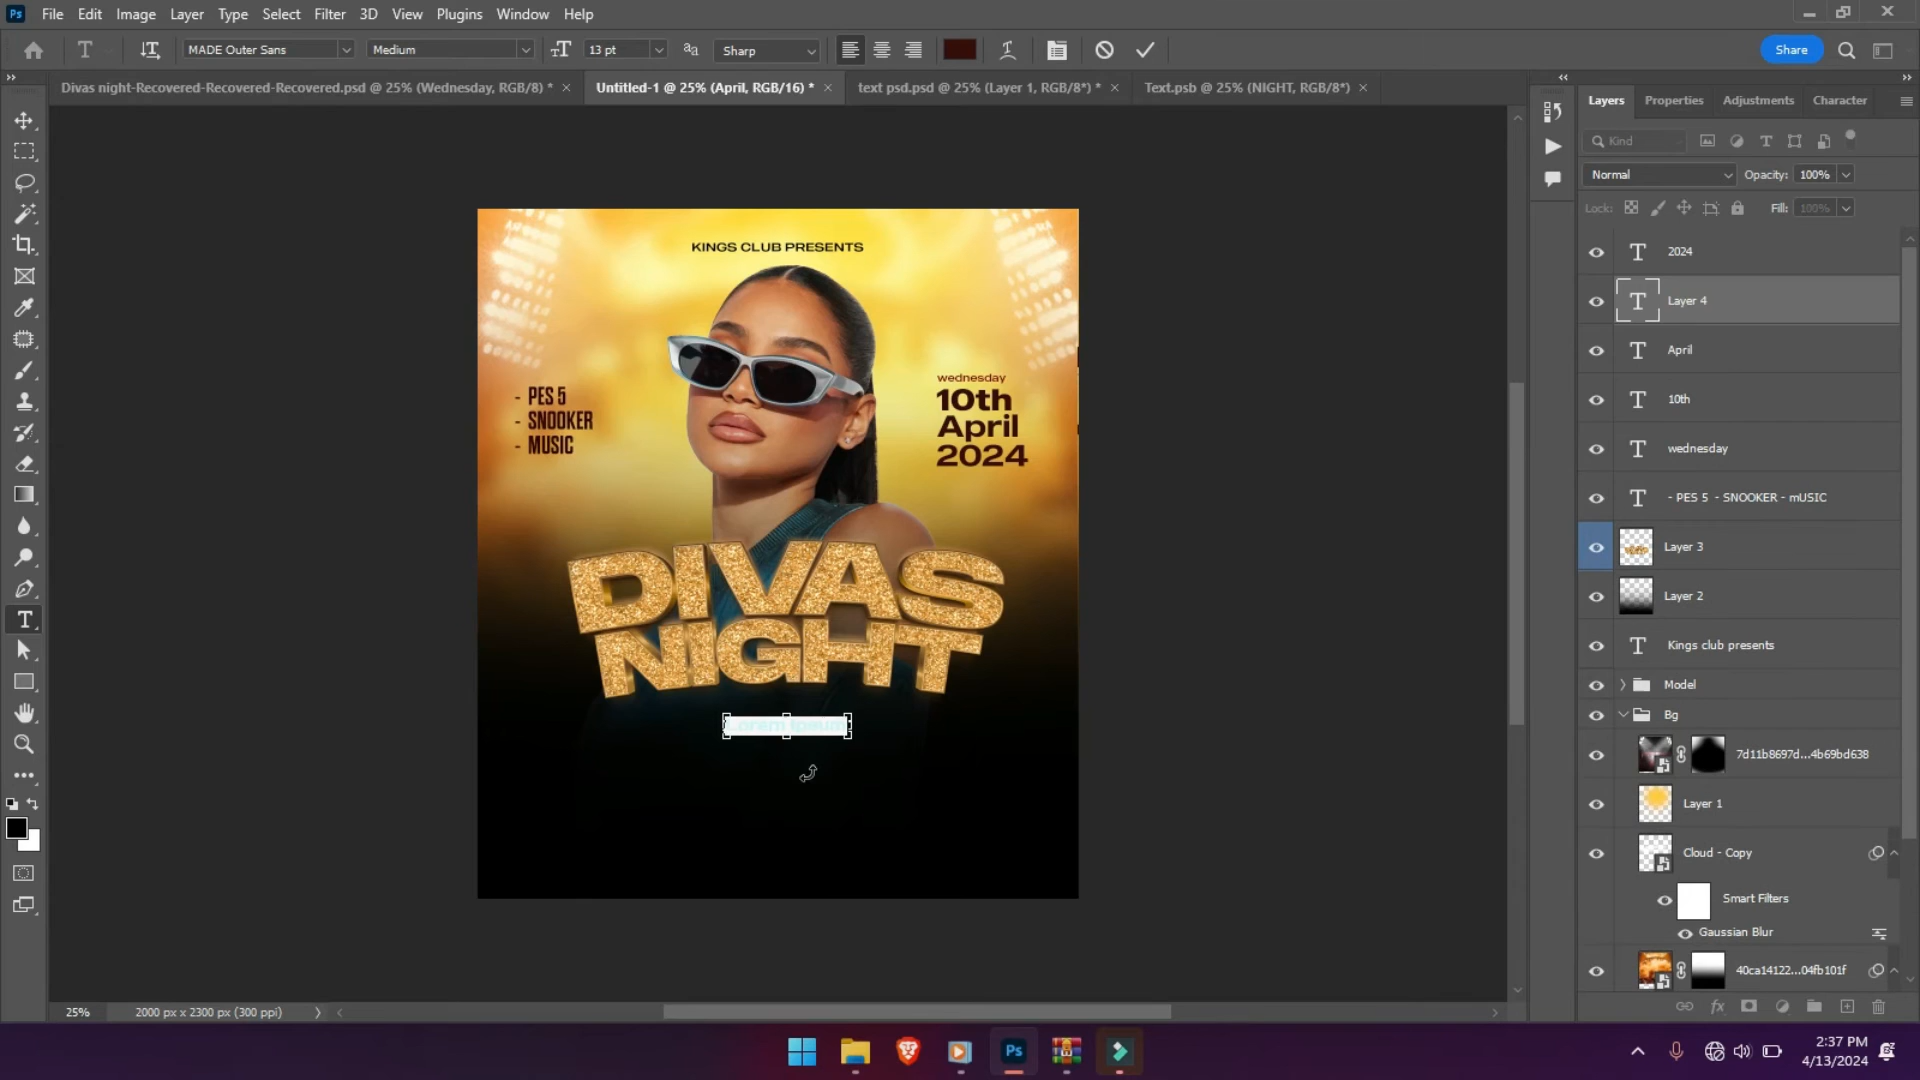 Ps File Edit Image Layer Type Select Filter 3D View Plugins Window Help
MADE Outer Sans Medium 13 pt Sharp Share
Divas night-Recovered-Recovered-Recovered.psd @ 25% (Wednesday, RGB/8) * Untitled-1 @ 25% (April, RGB/16) * text psd.psd @ 25% (Layer 1, RGB/8*) * Text.psb @ 25% (NIGHT, RGB/8*)
KINGS CLUB PRESENTS
- PES 5
- SNOOKER
- MUSIC
wednesday
10th
April
2024
DIVAS
NIGHT
Lorem Ipsum
Layers Properties Adjustments Character
Kind
Normal Opacity: 100%
Lock: Fill: 100%
2024
Layer 4
April
10th
wednesday
- PES 5 - SNOOKER - mUSIC
Layer 3
Layer 2
Kings club presents
Model
Bg
7d11b8697d...4b69bd638
Layer 1
Cloud - Copy
Smart Filters
Gaussian Blur
40ca14122...04fb101f
25% 2000 px x 2300 px (300 ppi)
Ps
2:37 PM
4/13/2024